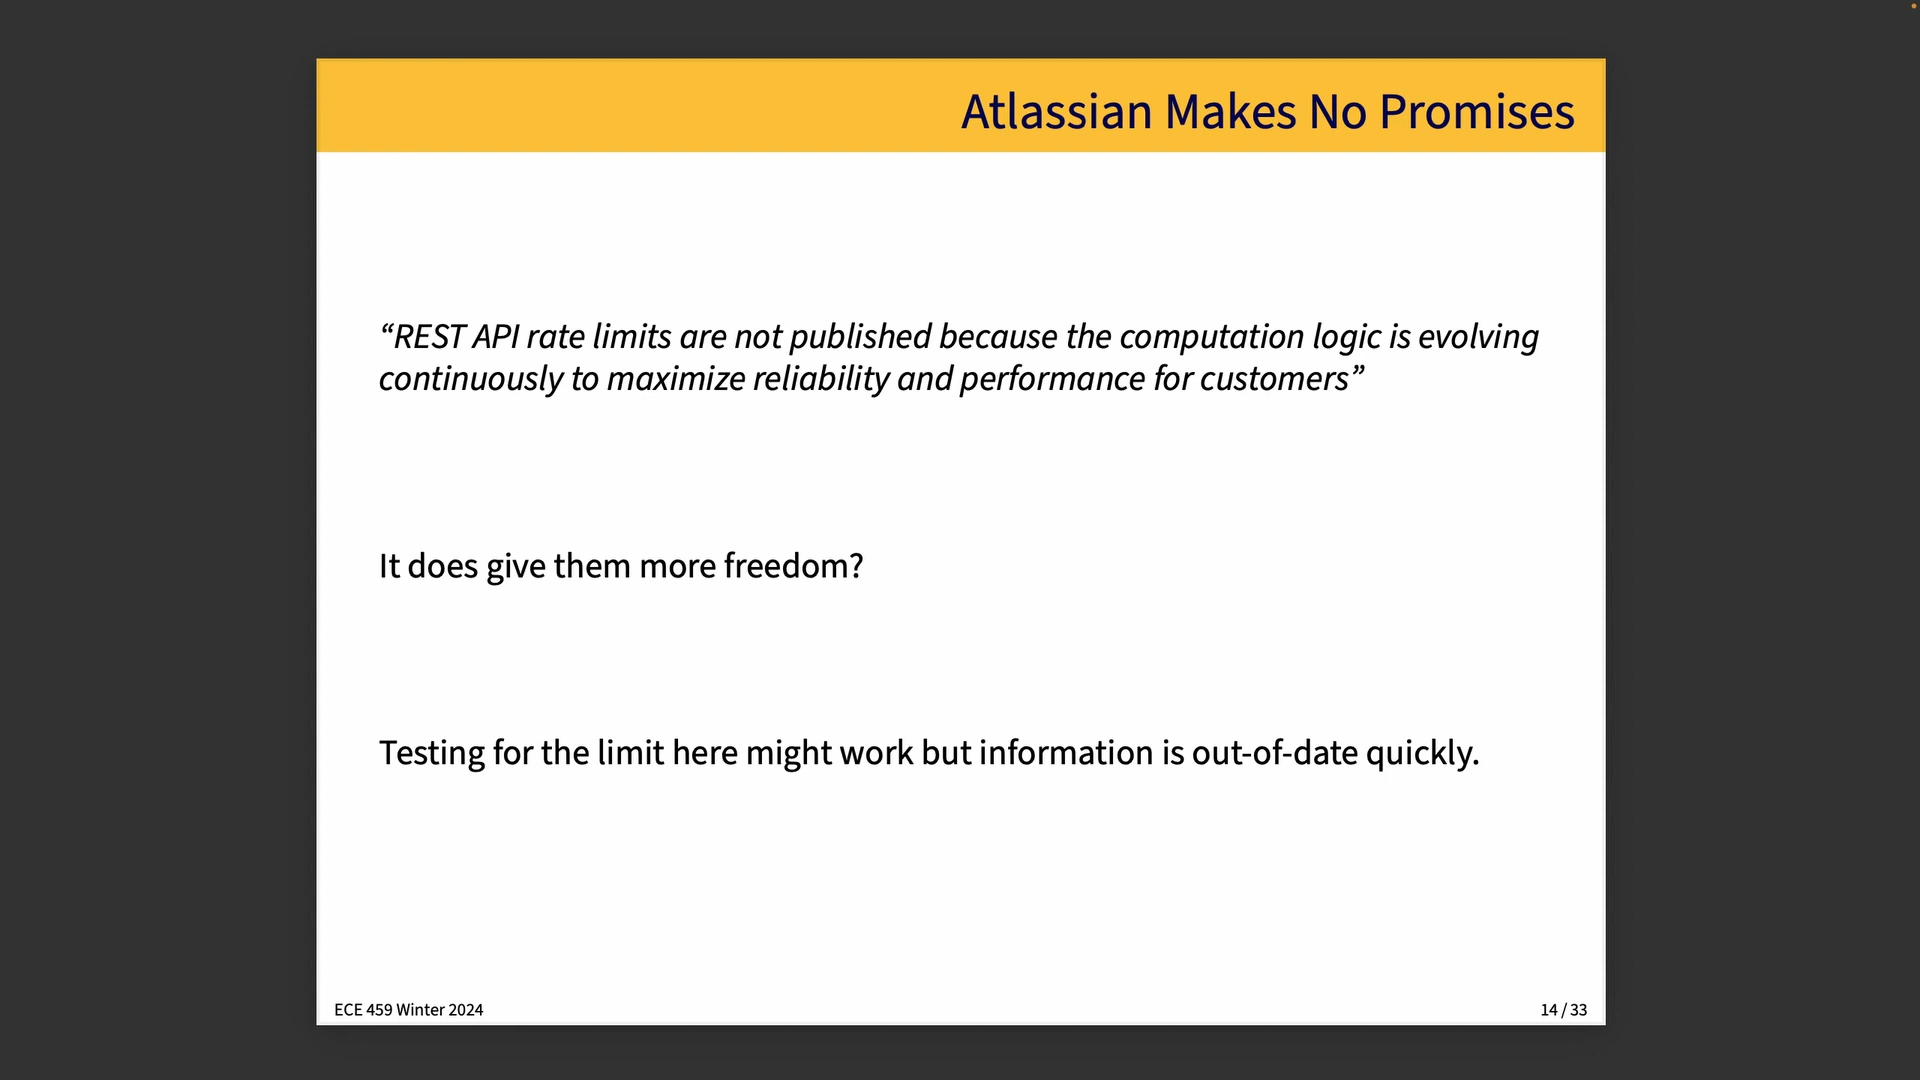 Atlassian Makes No Promises
“REST API rate limits are not published because the computation logic is evolving
continuously to maximize reliability and performance for customers”
It does give them more freedom?
Testing for the limit here might work but information is out-of-date quickly.
ECE 459 Winter 2024
14 / 33